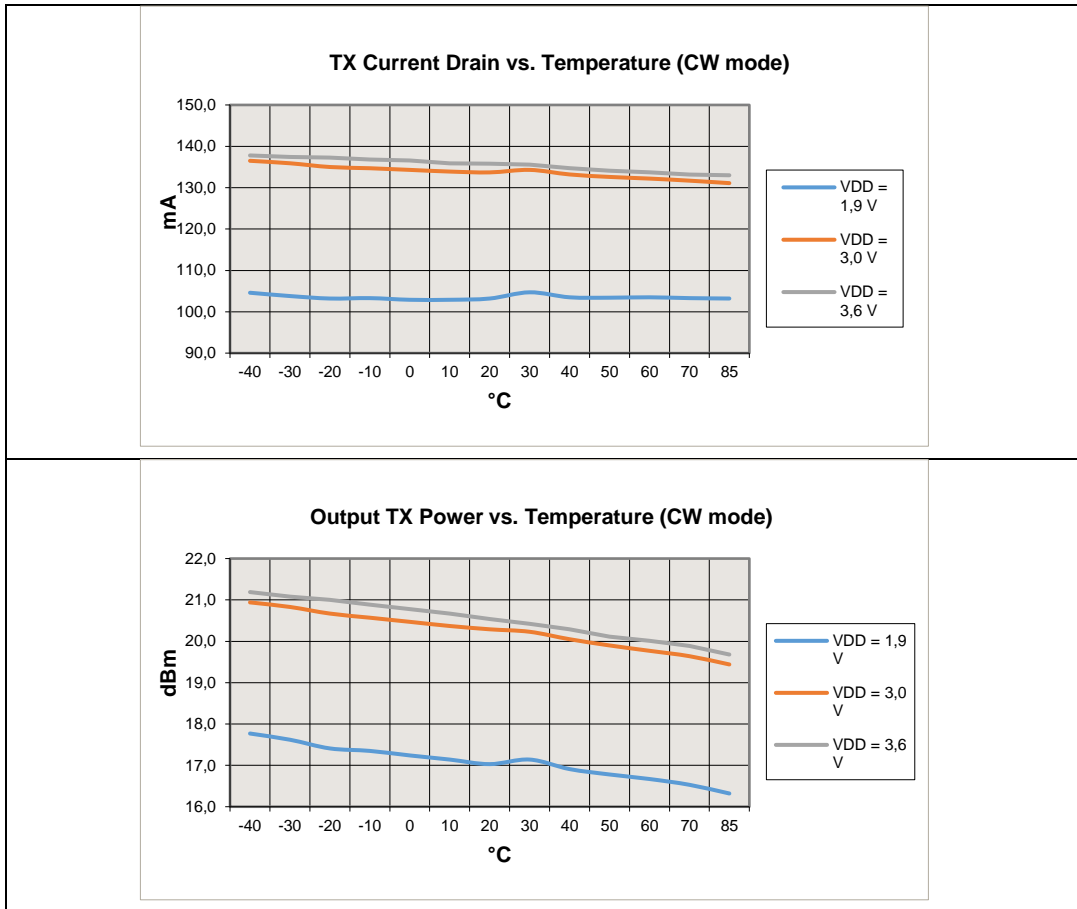 TX Current Drain vs. Temperature (CW mode)
150,0
140,0
130,0
120,0
110,0
100,0
90,0
mA
-40 -30 -20 -10 0 10 20 30 40 50 60 70 85
°C
VDD =
1,9 V
VDD =
3,0 V
VDD =
3,6 V
Output TX Power vs. Temperature (CW mode)
22,0
21,0
20,0
19,0
18,0
17,0
16,0
dBm
-40 -30 -20 -10 0 10 20 30 40 50 60 70 85
°C
VDD = 1,9
V
VDD = 3,0
V
VDD = 3,6
V